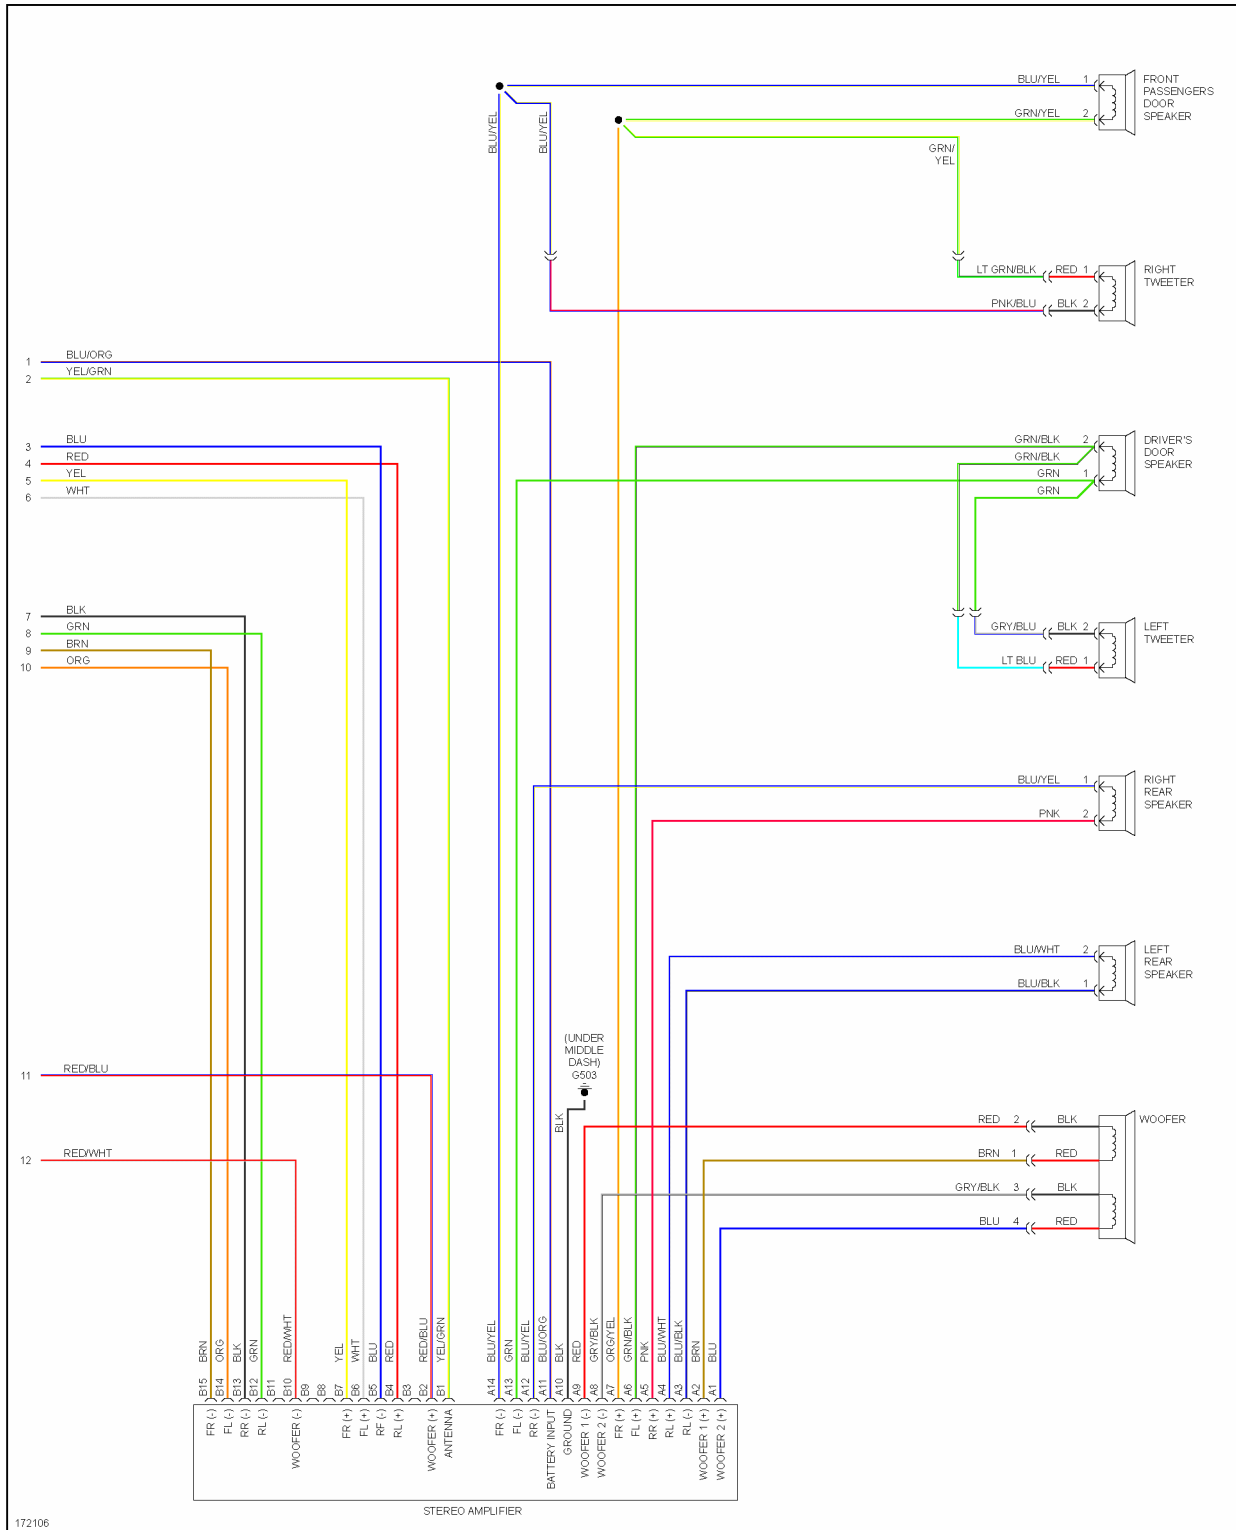 BLU/YEL 1 FRONT
PASSENGERS
DOOR
SPEAKER
GRN/YEL 2
BLU/YEL
BLU/YEL
GRN/
YEL
LT GRN/BLK RED 1 RIGHT
TWEETER
PNK/BLU BLK 2
1 BLU/ORG
2 YEL/GRN
3 BLU
4 RED
5 YEL
6 WHT
GRN/BLK 2 DRIVER'S
DOOR
SPEAKER
GRN/BLK
GRN 1
GRN
7 BLK
8 GRN
9 BRN
10 ORG
GRY/BLU BLK 2 LEFT
TWEETER
LT BLU RED 1
BLU/YEL 1 RIGHT
REAR
SPEAKER
PNK 2
BLU/WHT 2 LEFT
REAR
SPEAKER
BLU/BLK 1
(UNDER
MIDDLE
DASH)
G503
BLK
11 RED/BLU
12 RED/WHT
RED 2 BLK WOOFER
BRN 1 RED
GRY/BLK 3 BLK
BLU 4 RED
BRN B15 FR (-)
ORG B14 FL (-)
BLK B13 RR (-)
GRN B12 RL (-)
B11
RED/WHT B10 WOOFER (-)
B9
B8
YEL B7 FR (+)
WHT B6 FL (+)
BLU B5 RF (-)
RED B4 RL (+)
B3
RED/BLU B2 WOOFER (+)
YEL/GRN B1 ANTENNA
BLU/YEL A14 FR (-)
GRN A13 FL (-)
BLU/YEL A12 RR (-)
BLU/ORG A11 BATTERY INPUT
BLK A10 GROUND
RED A9 WOOFER 1 (-)
GRY/BLK A8 WOOFER 2 (-)
ORG/YEL A7 FR (+)
GRN/BLK A6 FL (+)
PNK A5 RR (+)
BLU/WHT A4 RL (+)
BLU/BLK A3 RL (-)
BRN A2 WOOFER 1 (+)
BLU A1 WOOFER 2 (+)
STEREO AMPLIFIER
172106